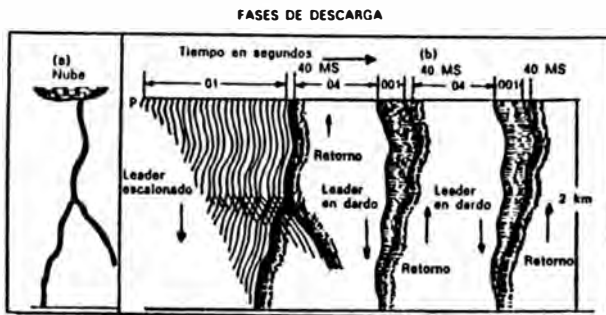 FASES DE DESCARGA
(a)
Nube
Tiempo en segundos
(b)
40 MS
40 MS
40 MS
01
04
001
04
001
P
Leader
escalonado
Retorno
Leader
en dardo
Retorno
Leader
en dardo
Retorno
2 km